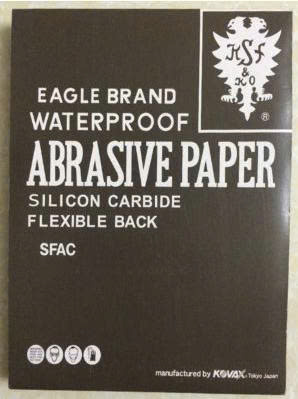 KSf
& KO
®
EAGLE BRAND
WATERPROOF
ABRASIVE PAPER
SILICON CARBIDE
FLEXIBLE BACK
SFAC
manufactured by KOVAX Tokyo Japan